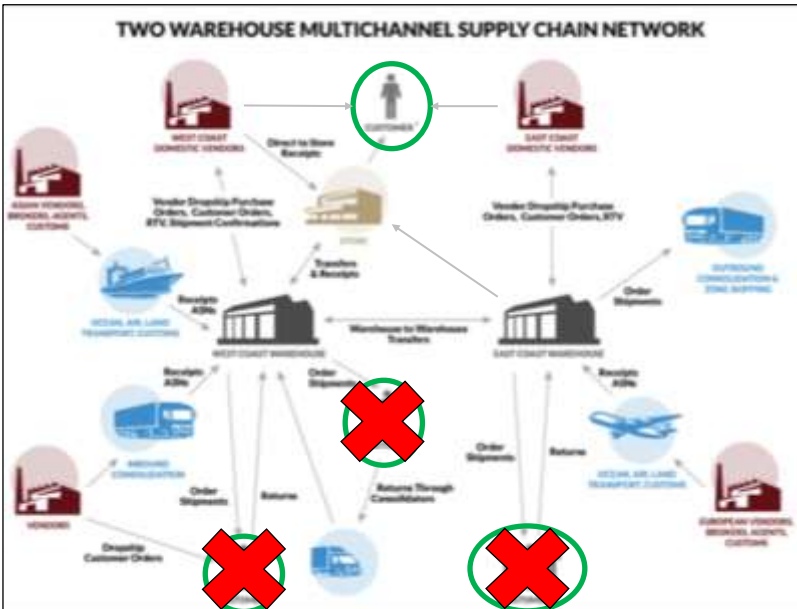 TWO WAREHOUSE MULTICHANNEL SUPPLY CHAIN NETWORK
WEST COAST
DOMESTIC VENDORS
CUSTOMER
EAST COAST
DOMESTIC VENDORS
Direct to Store
Receipts
ASIAN VENDORS,
BROKERS, AGENTS,
CUSTOMS
Vendor Dropship Purchase
Orders, Customer Orders,
RTV, Shipment Confirmations
STORE
Vendor Dropship Purchase
Orders, Customer Orders, RTV
Transfers
& Receipts
OUTBOUND
CONSOLIDATION &
ZONE SKIPPING
OCEAN, AIR, LAND
TRANSPORT, CUSTOMS
Receipts
ASNs
Order
Shipments
WEST COAST WAREHOUSE
Warehouse to Warehouse
Transfers
EAST COAST WAREHOUSE
Receipts
ASNs
Order
Shipments
Receipts
ASNs
INBOUND
CONSOLIDATION
Order
Shipments
Returns
OCEAN, AIR, LAND
TRANSPORT, CUSTOMS
Order
Shipments
Returns
Returns Through
Consolidators
VENDORS
EUROPEAN VENDORS,
BROKERS, AGENTS,
CUSTOMS
Dropship
Customer Orders